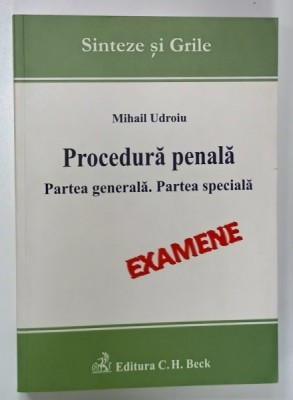 Sinteze și Grile
Mihail Udroiu
Procedură penală
Partea generală. Partea specială
EXAMENE
Editura C. H. Beck